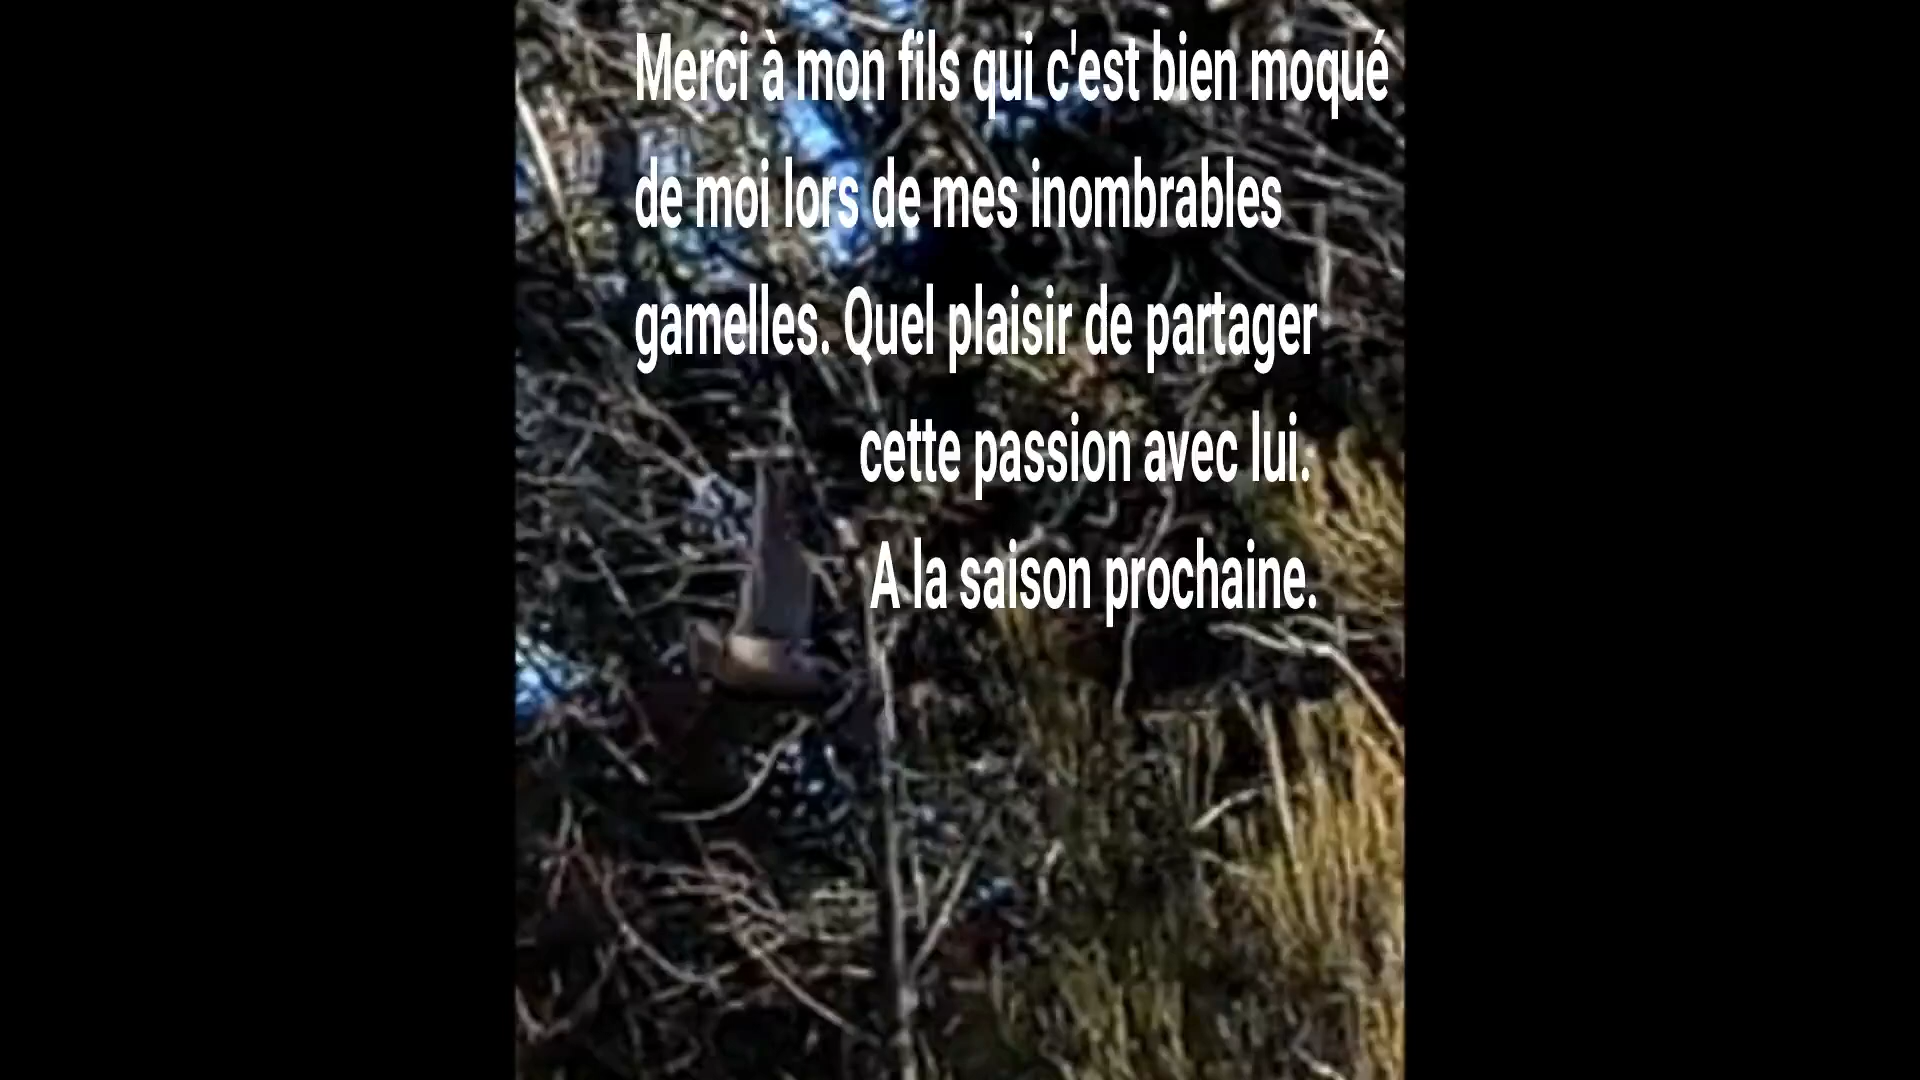 Merci à mon fils qui c'est bien moqué
de moi lors de mes inombrables
gamelles. Quel plaisir de partager
cette passion avec lui.
A la saison prochaine.